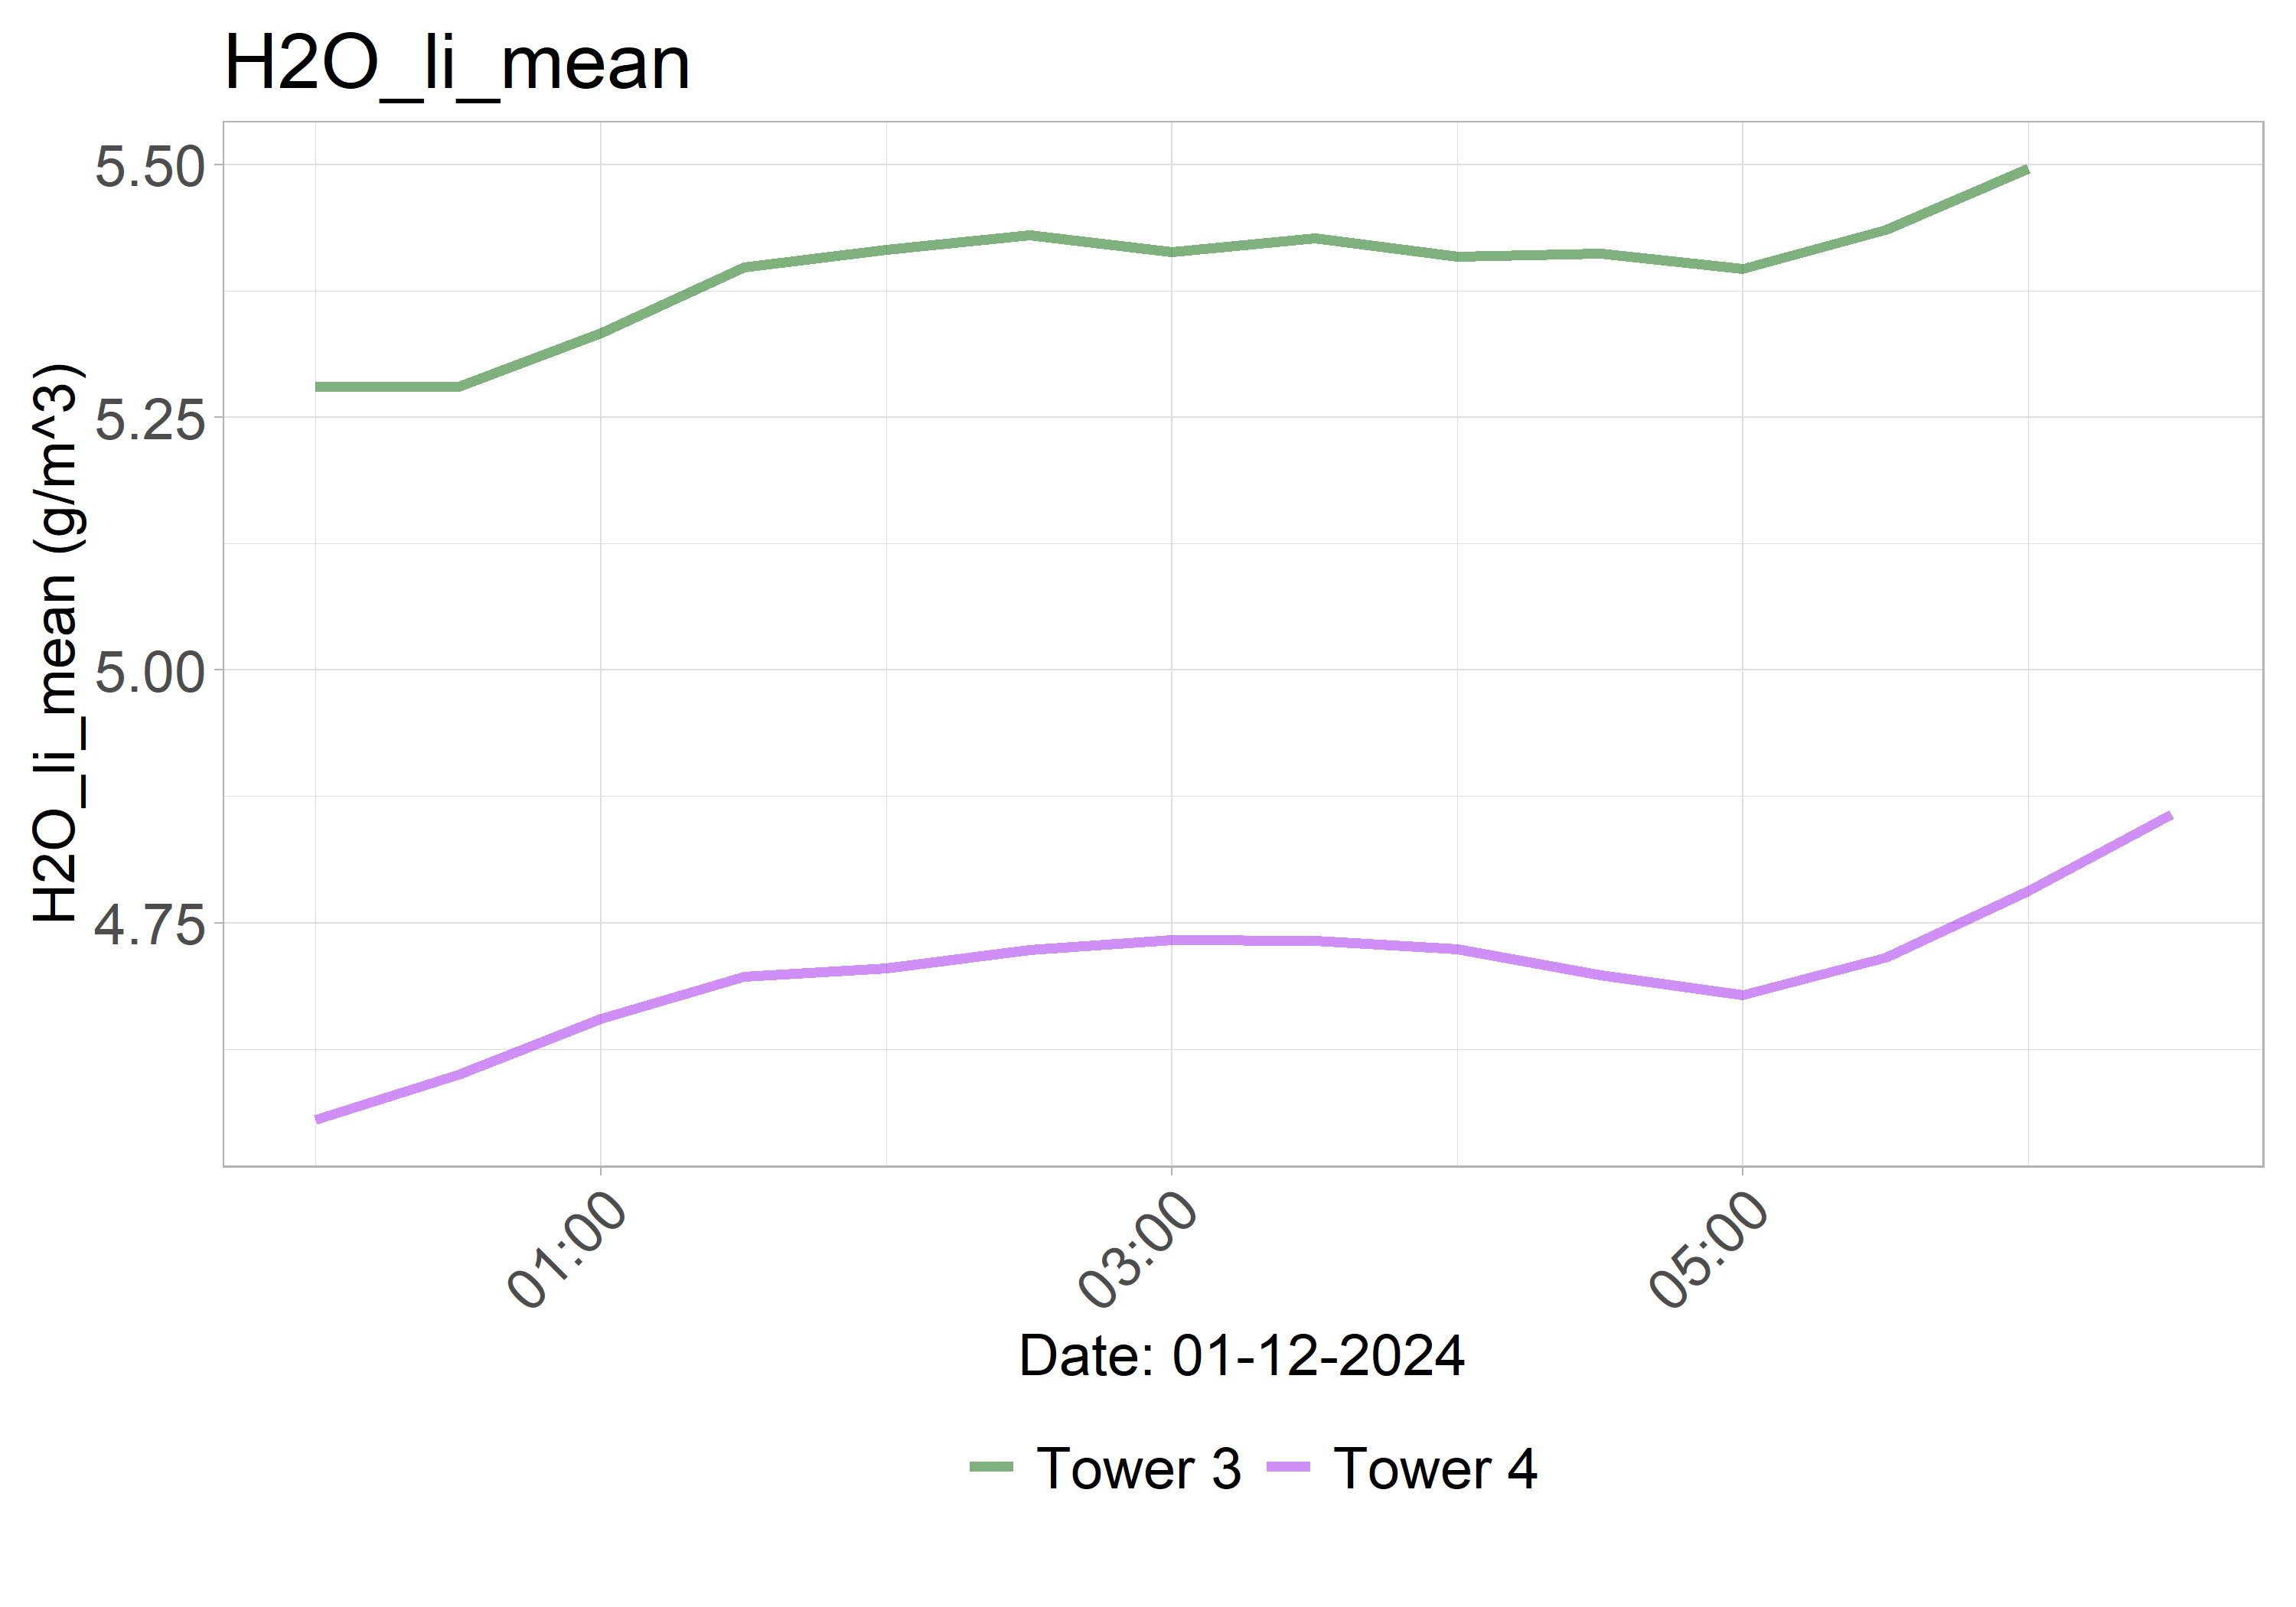 H2O_li_mean
H2O_li_mean (g/m^3)
5.50
5.25
5.00
4.75
01:00
03:00
05:00
Date: 01-12-2024
Tower 3
Tower 4